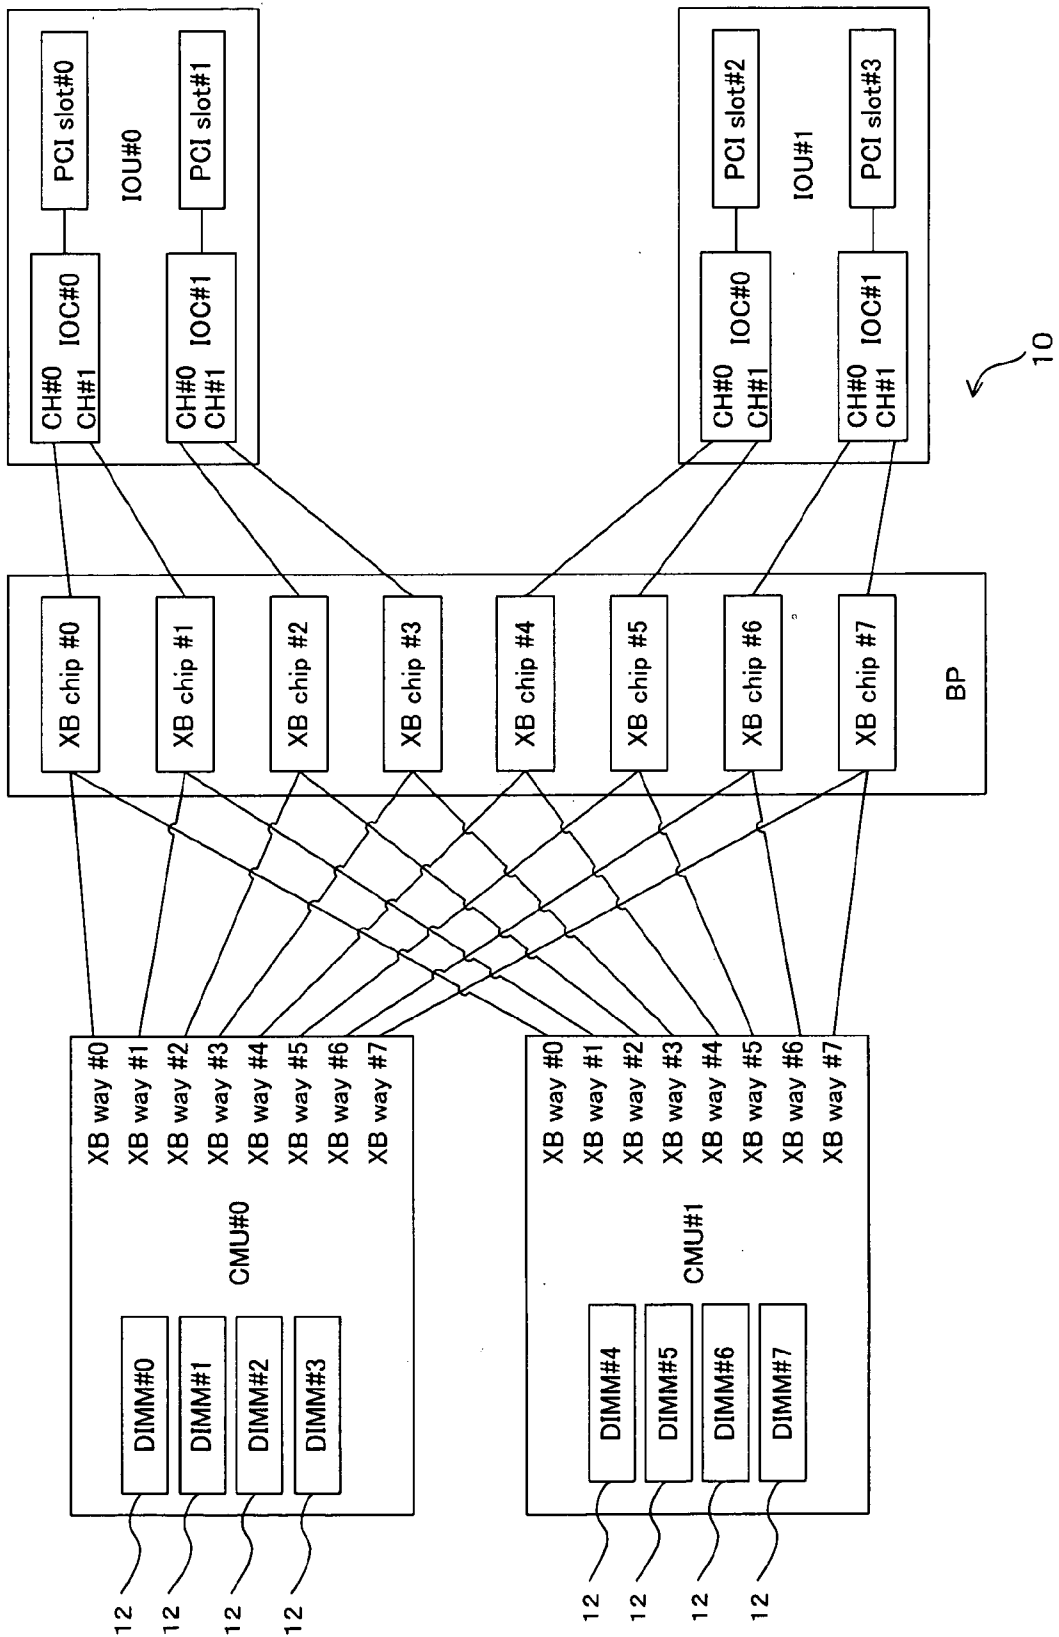 12
12
12
12
DIMM#0
DIMM#1
DIMM#2
DIMM#3
CMU#0
XB way #0
XB way #1
XB way #2
XB way #3
XB way #4
XB way #5
XB way #6
XB way #7
12
12
12
12
DIMM#4
DIMM#5
DIMM#6
DIMM#7
CMU#1
XB way #0
XB way #1
XB way #2
XB way #3
XB way #4
XB way #5
XB way #6
XB way #7
XB chip #0
XB chip #1
XB chip #2
XB chip #3
XB chip #4
XB chip #5
XB chip #6
XB chip #7
BP
CH#0
CH#1
IOC#0
PCI slot#0
IOU#0
CH#0
CH#1
IOC#1
PCI slot#1
CH#0
CH#1
IOC#0
PCI slot#2
IOU#1
CH#0
CH#1
IOC#1
PCI slot#3
10